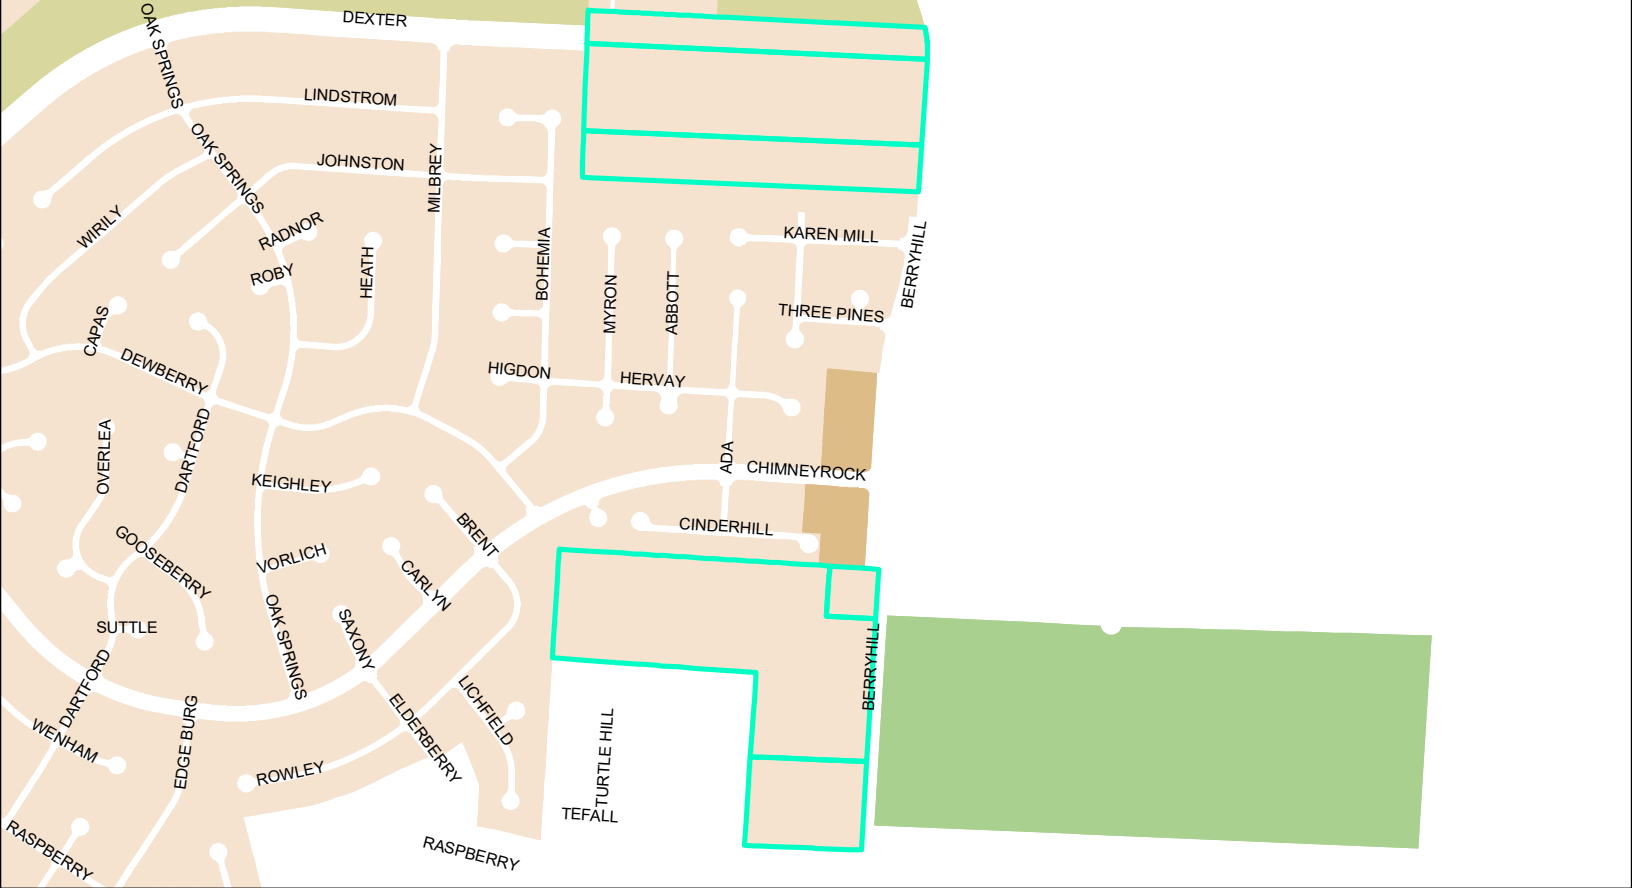 DEXTER
OAK SPRINGS
LINDSTROM
OAK SPRINGS
JOHNSTON
MILBREY
WIRILY
RADNOR
ROBY
HEATH
BOHEMIA
MYRON
ABBOTT
KAREN MILL
BERRYHILL
THREE PINES
CAPAS
DEWBERRY
HIGDON
HERVAY
OVERLEA
DARTFORD
KEIGHLEY
ADA
CHIMNEYROCK
BRENT
CINDERHILL
GOOSEBERRY
VORLICH
CARLYN
SUTTLE
OAK SPRINGS
SAXONY
BERRYHILL
DARTFORD
WENHAM
EDGE BURG
ELDERBERRY
LICHFIELD
TURTLE HILL
ROWLEY
TEFALL
RASPBERRY
RASPBERRY